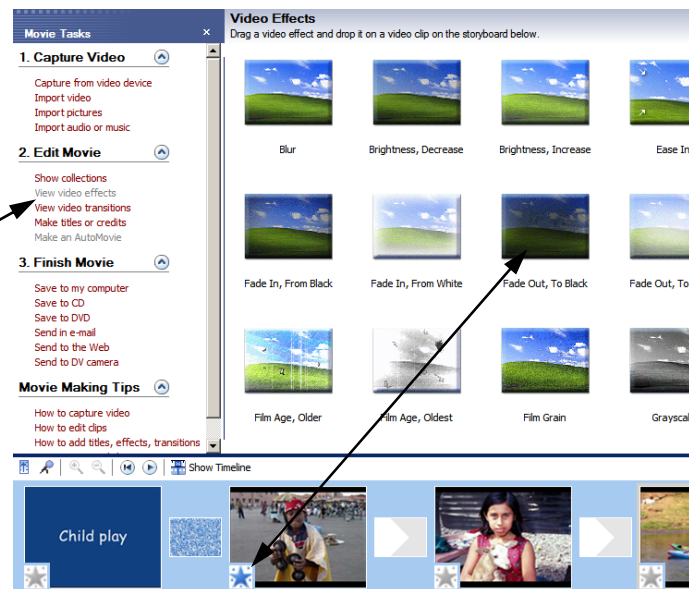 Movie Tasks
×
1. Capture Video
Capture from video device
Import video
Import pictures
Import audio or music
2. Edit Movie
Show collections
View video effects
View video transitions
Make titles or credits
Make an AutoMovie
3. Finish Movie
Save to my computer
Save to CD
Save to DVD
Send in e-mail
Send to the Web
Send to DV camera
Movie Making Tips
How to capture video
How to edit clips
How to add titles, effects, transitions
Video Effects
Drag a video effect and drop it on a video clip on the storyboard below.
Blur
Brightness, Decrease
Brightness, Increase
Ease In
Fade In, From Black
Fade In, From White
Fade Out, To Black
Fade Out, To
Film Age, Older
Film Age, Oldest
Film Grain
Show Timeline
Child play